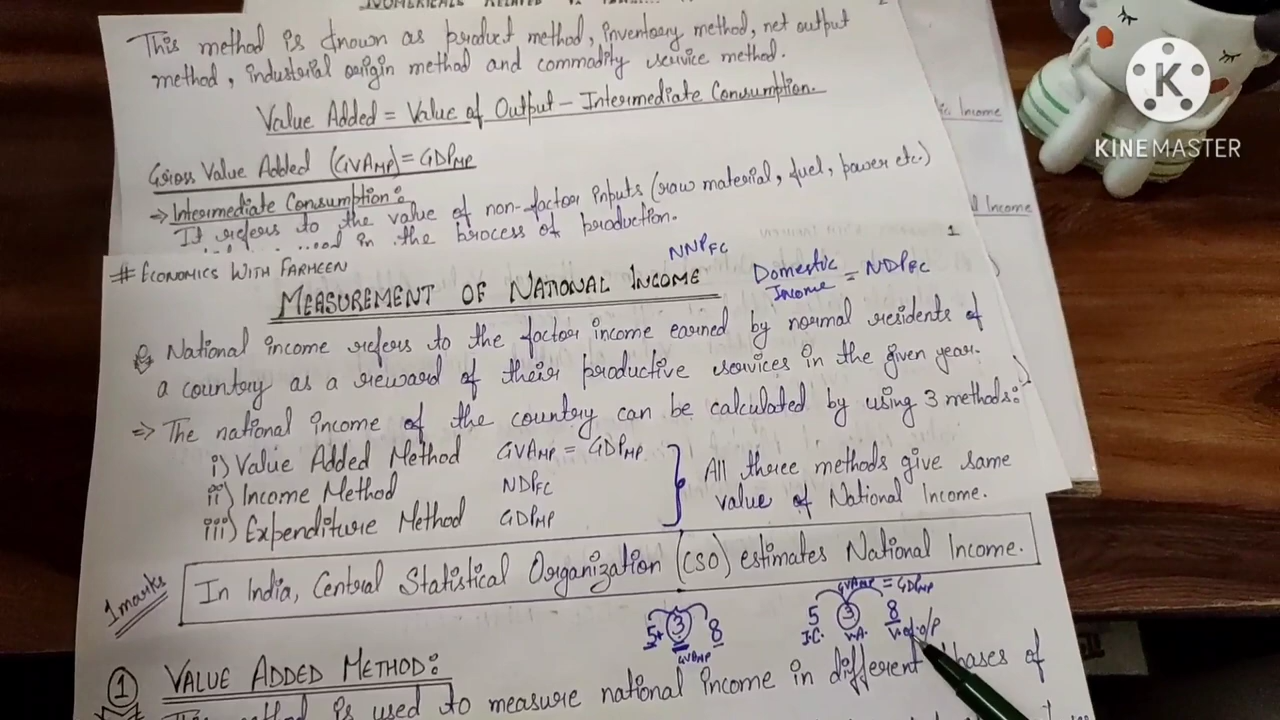 This method is known as product method, inventory method, net output
method, industrial origin method and commodity service method.
Value Added = Value of Output - Intermediate Consumption.
Gross Value Added (GVAMP) = GDPMP
=> Intermediate Consumption:
It refers to the value of non-factor inputs (raw material, fuel, power etc.)
in the process of production.
Income
Income
K
KINEMASTER
1
# ECONOMICS WITH FARHEEN
NNPFC
MEASUREMENT OF NATIONAL INCOME
Domestic Income = NDPFC
National income refers to the factor income earned by normal residents of
a country as a reward of their productive services in the given year.
=> The national income of the country can be calculated by using 3 methods:
i) Value Added Method GVAMP = GDPMP
ii) Income Method NDPFC
iii) Expenditure Method GDPMP
All three methods give same
value of National Income.
1 marks
In India, Central Statistical Organization (CSO) estimates National Income.
5+ 3 8
GVAMP
GVAMP = GDPMP
5 3 8
I.C. V.A. V.of.o/p
1 VALUE ADDED METHOD:
This method is used to measure national income in different phases of